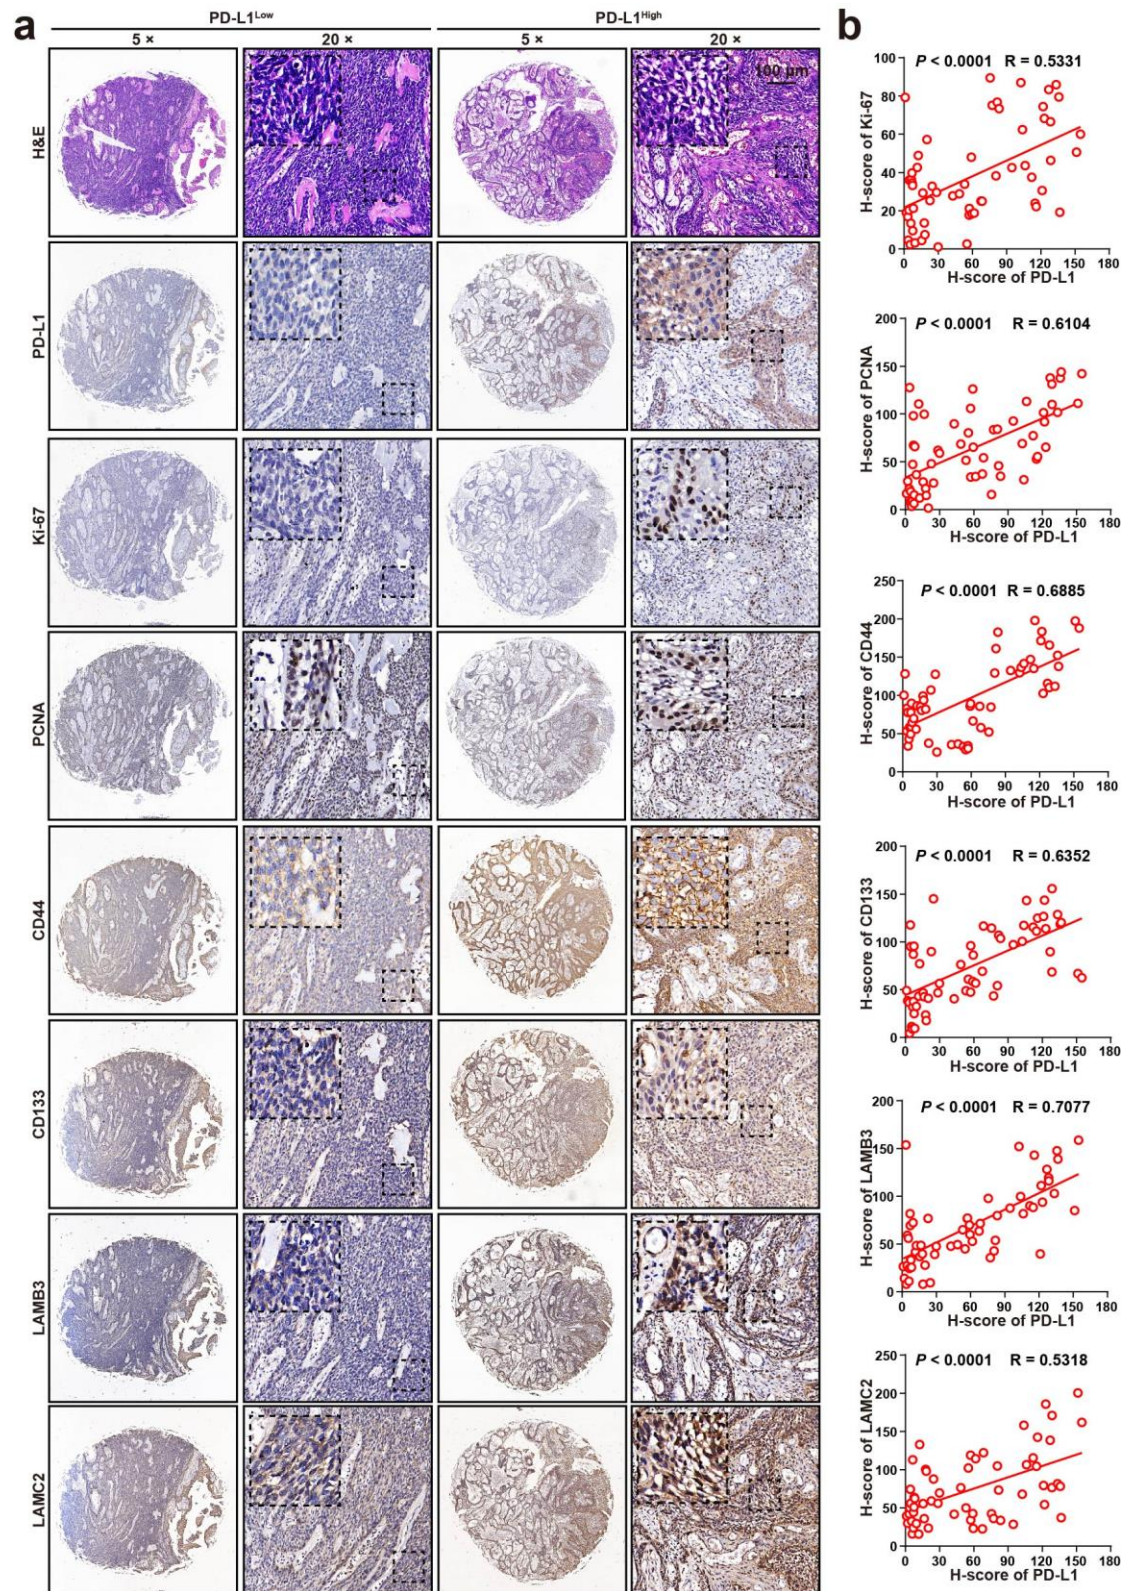 a
PD-L1Low
PD-L1High
5 ×
20 ×
5 ×
20 ×
H&E
100 μm
PD-L1
Ki-67
PCNA
CD44
CD133
LAMB3
LAMC2
b
P < 0.0001 R = 0.5331
H-score of Ki-67
100
80
60
40
20
0
0 30 60 90 120 150 180
H-score of PD-L1
P < 0.0001 R = 0.6104
H-score of PCNA
200
150
100
50
0
0 30 60 90 120 150 180
H-score of PD-L1
P < 0.0001 R = 0.6885
H-score of CD44
250
200
150
100
50
0
0 30 60 90 120 150 180
H-score of PD-L1
P < 0.0001 R = 0.6352
H-score of CD133
200
150
100
50
0
0 30 60 90 120 150 180
H-score of PD-L1
P < 0.0001 R = 0.7077
H-score of LAMB3
200
150
100
50
0
0 30 60 90 120 150 180
H-score of PD-L1
P < 0.0001 R = 0.5318
H-score of LAMC2
250
200
150
100
50
0
0 30 60 90 120 150 180
H-score of PD-L1